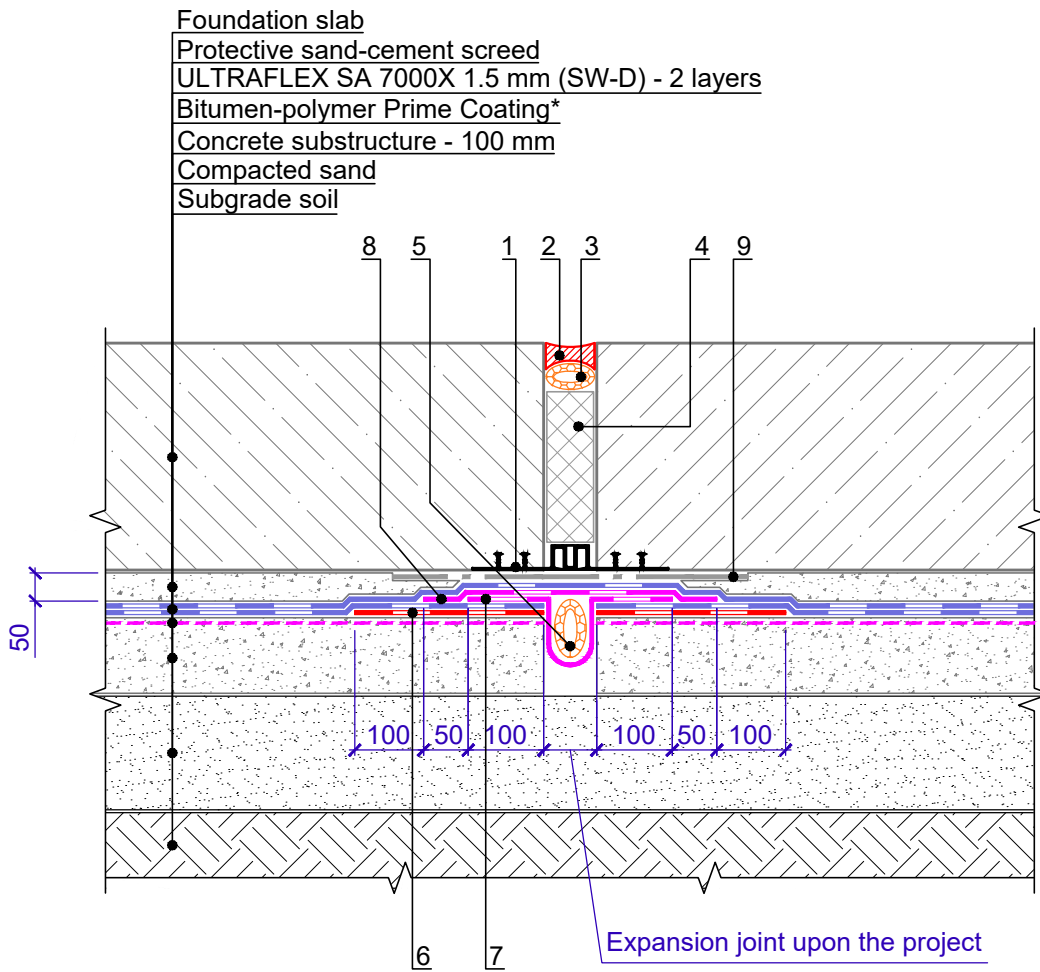 Foundation slab
Protective sand-cement screed
ULTRAFLEX SA 7000X 1.5 mm (SW-D) - 2 layers
Bitumen-polymer Prime Coating*
Concrete substructure - 100 mm
Compacted sand
Subgrade soil
8 5 1 2 3 4 9
50
100 50 100 100 50 100
Expansion joint upon the project
6 7